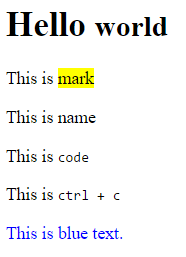 Hello world
This is mark
This is name
This is code
This is ctrl + c
This is blue text.